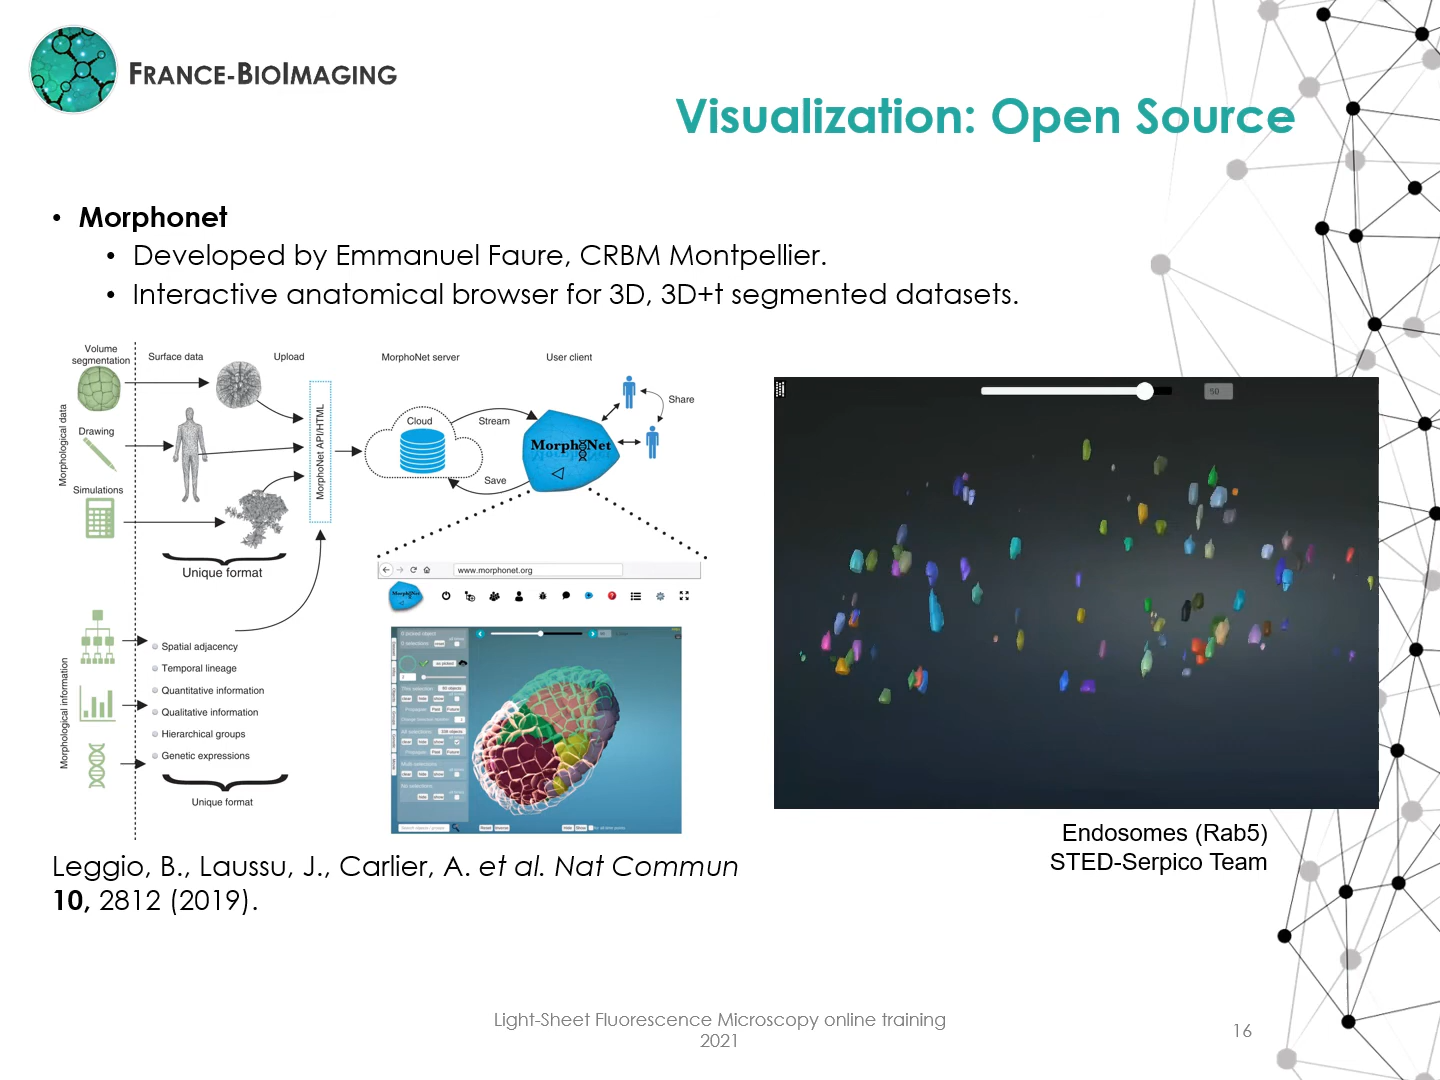 FRANCE-BIOIMAGING
Visualization: Open Source
• Morphonet
• Developed by Emmanuel Faure, CRBM Montpellier.
• Interactive anatomical browser for 3D, 3D+t segmented datasets.
Volume
segmentation
Surface data
Upload
MorphoNet server
User client
Morphological data
Drawing
Simulations
Unique format
MorphoNet API/HTML
Cloud
Stream
Save
MorphoNet
Share
www.morphonet.org
MorphoNet
Morphological information
Spatial adjacency
Temporal lineage
Quantitative information
Qualitative information
Hierarchical groups
Genetic expressions
Unique format
50
Endosomes (Rab5)
STED-Serpico Team
Leggio, B., Laussu, J., Carlier, A. et al. Nat Commun
10, 2812 (2019).
Light-Sheet Fluorescence Microscopy online training
2021
16